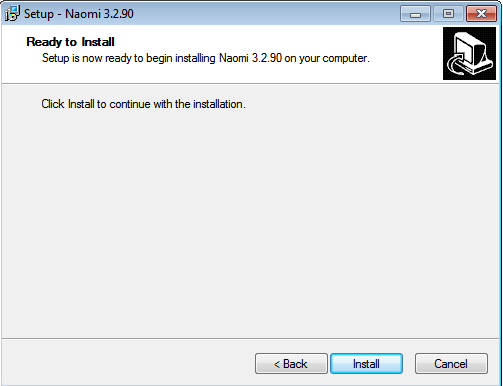 Setup - Naomi 3.2.90
Ready to Install
Setup is now ready to begin installing Naomi 3.2.90 on your computer.
Click Install to continue with the installation.
< Back
Install
Cancel